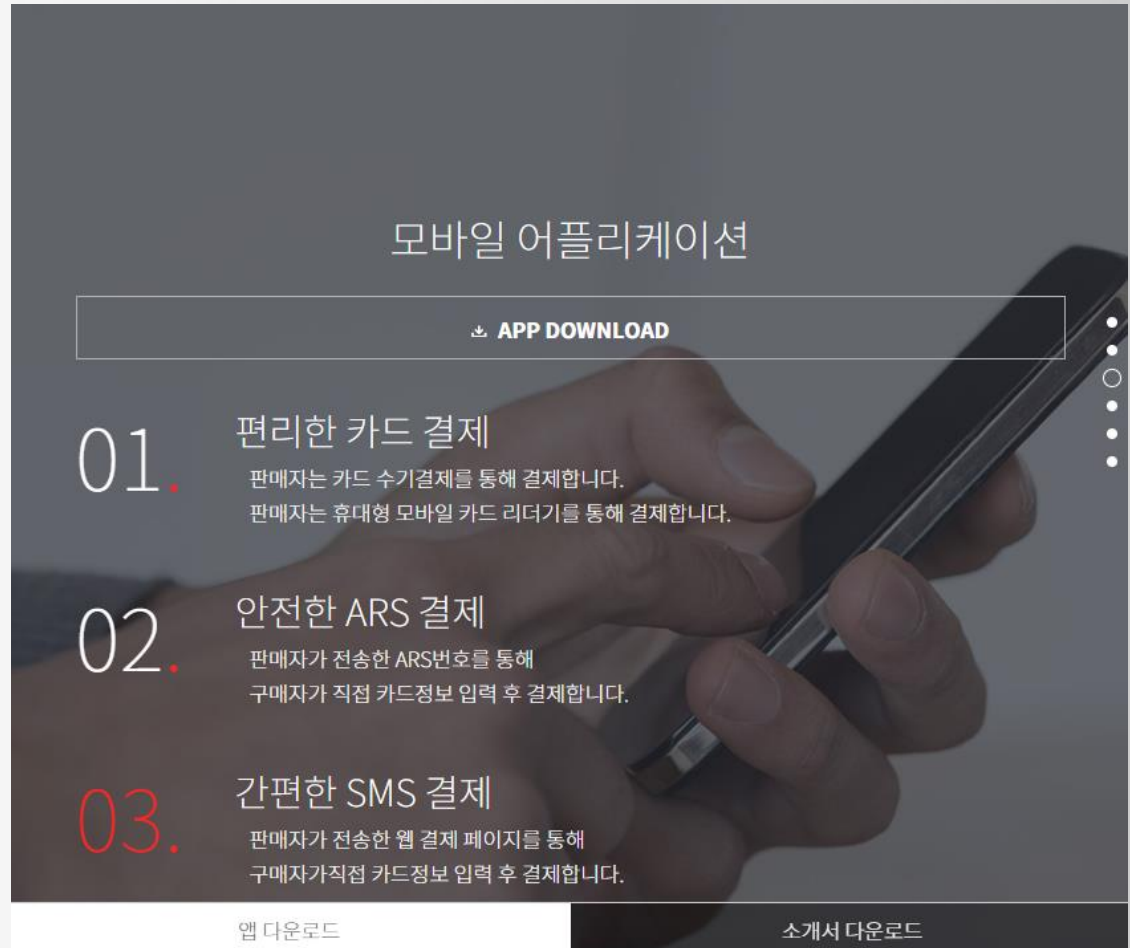 모바일 어플리케이션
APP DOWNLOAD
01.
편리한 카드 결제
판매자는 카드 수기결제를 통해 결제합니다.
판매자는 휴대형 모바일 카드 리더기를 통해 결제합니다.
02.
안전한 ARS 결제
판매자가 전송한 ARS번호를 통해
구매자가 직접 카드정보 입력 후 결제합니다.
03.
간편한 SMS 결제
판매자가 전송한 웹 결제 페이지를 통해
구매자가직접 카드정보 입력 후 결제합니다.
앱 다운로드
소개서 다운로드